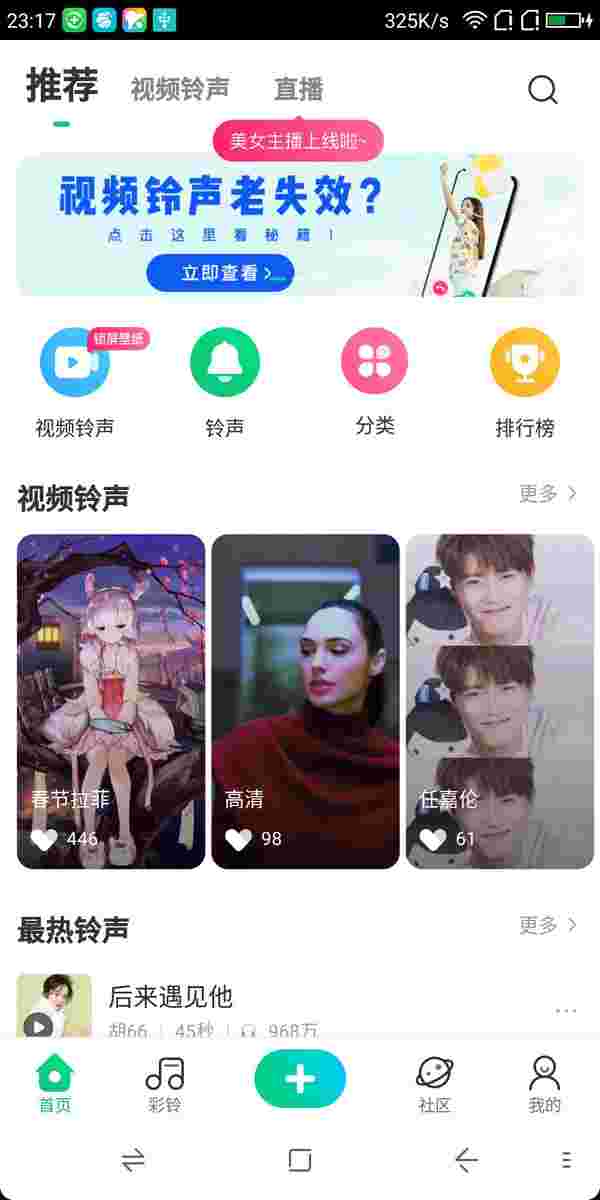 23:17
325K/s
推荐 视频铃声 直播
美女主播上线啦~
视频铃声老失效?
点击这里看秘籍!
立即查看>
锁屏壁纸
视频铃声 铃声 分类 排行榜
视频铃声 更多 >
春节拉菲 高清 任嘉伦
446 98 61
最热铃声 更多 >
后来遇见他
胡66 | 45秒 | 968万
首页 彩铃 社区 我的